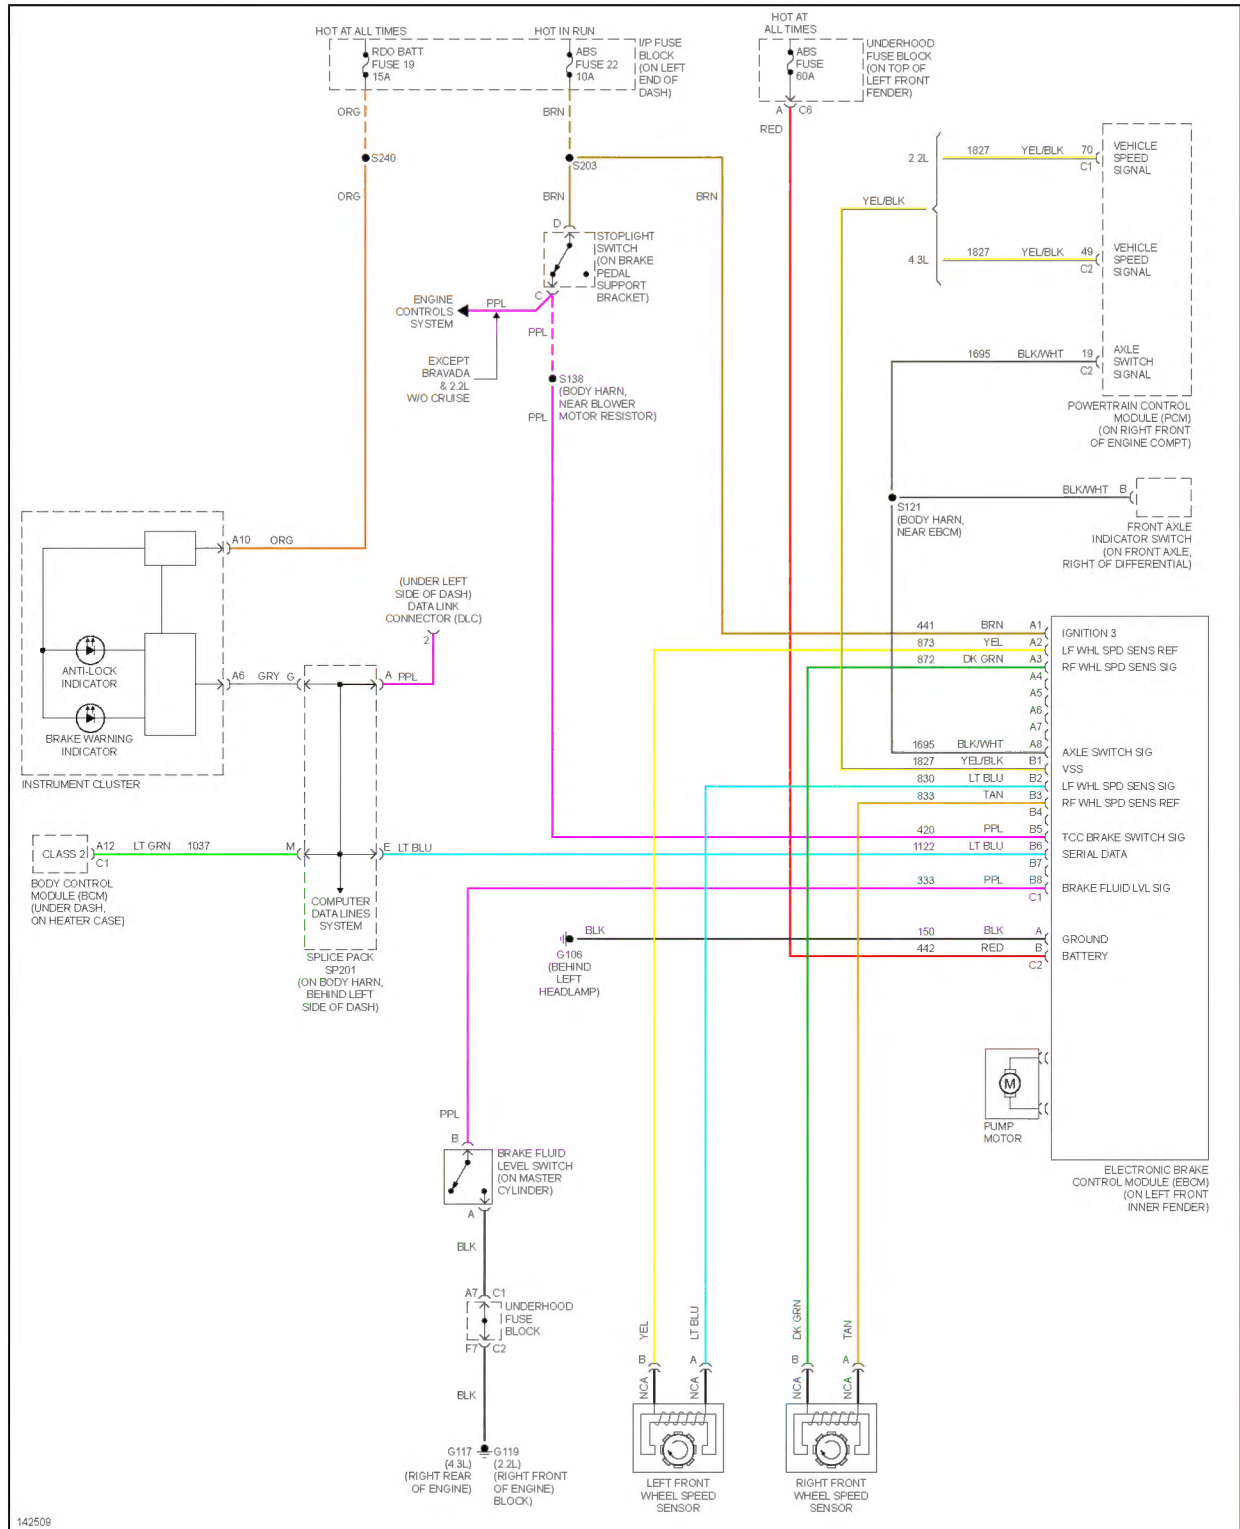 HOT AT ALL TIMES
HOT IN RUN
RDO BATT
FUSE 19
15A
ABS
FUSE 22
10A
I/P FUSE
BLOCK
(ON LEFT
END OF
DASH)
HOT AT
ALL TIMES
ABS
FUSE
60A
UNDERHOOD
FUSE BLOCK
(ON TOP OF
LEFT FRONT
FENDER)
A C6
RED
ORG
BRN
S240
S203
ORG
BRN
BRN
D
STOPLIGHT
SWITCH
(ON BRAKE
PEDAL
SUPPORT
BRACKET)
C
ENGINE
CONTROLS
SYSTEM
PPL
PPL
EXCEPT
BRAVADA
& 2.2L
W/O CRUISE
S138
(BODY HARN,
NEAR BLOWER
MOTOR RESISTOR)
PPL
YEL/BLK
2.2L
1827 YEL/BLK 70
C1
VEHICLE
SPEED
SIGNAL
4.3L
1827 YEL/BLK 49
C2
VEHICLE
SPEED
SIGNAL
1695 BLK/WHT 19
C2
AXLE
SWITCH
SIGNAL
POWERTRAIN CONTROL
MODULE (PCM)
(ON RIGHT FRONT
OF ENGINE COMPT)
S121
(BODY HARN,
NEAR EBCM)
BLK/WHT B
FRONT AXLE
INDICATOR SWITCH
(ON FRONT AXLE,
RIGHT OF DIFFERENTIAL)
A10 ORG
ANTI-LOCK
INDICATOR
BRAKE WARNING
INDICATOR
INSTRUMENT CLUSTER
A6 GRY G
A PPL
(UNDER LEFT
SIDE OF DASH)
DATA LINK
CONNECTOR (DLC)
2
CLASS 2
A12 LT GRN 1037 M
C1
E LT BLU
BODY CONTROL
MODULE (BCM)
(UNDER DASH,
ON HEATER CASE)
COMPUTER
DATA LINES
SYSTEM
SPLICE PACK
SP201
(ON BODY HARN,
BEHIND LEFT
SIDE OF DASH)
441 BRN A1 IGNITION 3
873 YEL A2 LF WHL SPD SENS REF
872 DK GRN A3 RF WHL SPD SENS SIG
A4
A5
A6
A7
1695 BLK/WHT A8 AXLE SWITCH SIG
1827 YEL/BLK B1 VSS
830 LT BLU B2 LF WHL SPD SENS SIG
833 TAN B3 RF WHL SPD SENS REF
B4
420 PPL B5 TCC BRAKE SWITCH SIG
1122 LT BLU B6 SERIAL DATA
B7
333 PPL B8 BRAKE FLUID LVL SIG
C1
BLK 150 BLK A GROUND
442 RED B BATTERY
C2
G106
(BEHIND
LEFT
HEADLAMP)
M
PUMP
MOTOR
ELECTRONIC BRAKE
CONTROL MODULE (EBCM)
(ON LEFT FRONT
INNER FENDER)
PPL
B
BRAKE FLUID
LEVEL SWITCH
(ON MASTER
CYLINDER)
A
BLK
A7 C1
UNDERHOOD
FUSE
BLOCK
F7 C2
BLK
G117
(4.3L)
(RIGHT REAR
OF ENGINE)
G119
(2.2L)
(RIGHT FRONT
OF ENGINE)
BLOCK)
YEL
LT BLU
DK GRN
TAN
B
A
B
A
NCA
NCA
NCA
NCA
LEFT FRONT
WHEEL SPEED
SENSOR
RIGHT FRONT
WHEEL SPEED
SENSOR
142509